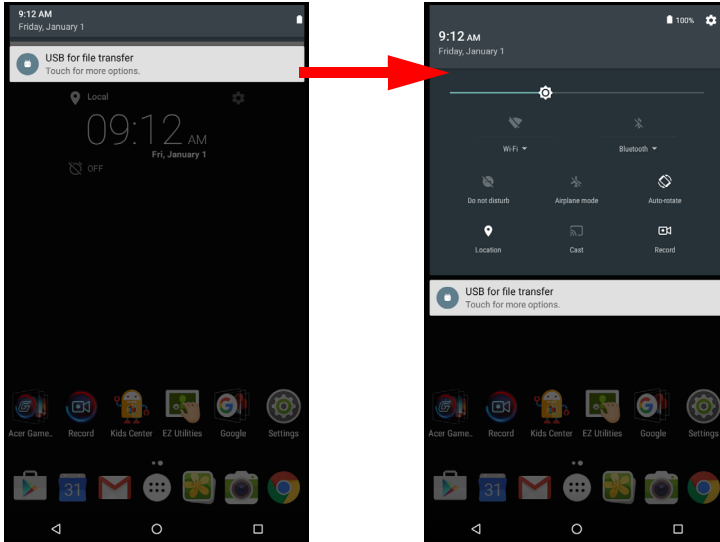 9:12 AM
Friday, January 1
USB for file transfer
Touch for more options.
Local
09:12 AM
Fri, January 1
OFF
Acer Game.. Record Kids Center EZ Utilities Google Settings
31
100%
9:12 AM
Friday, January 1
Wi-Fi Bluetooth
Do not disturb Airplane mode Auto-rotate
Location Cast Record
USB for file transfer
Touch for more options.
Acer Game.. Record Kids Center EZ Utilities Google Settings
31